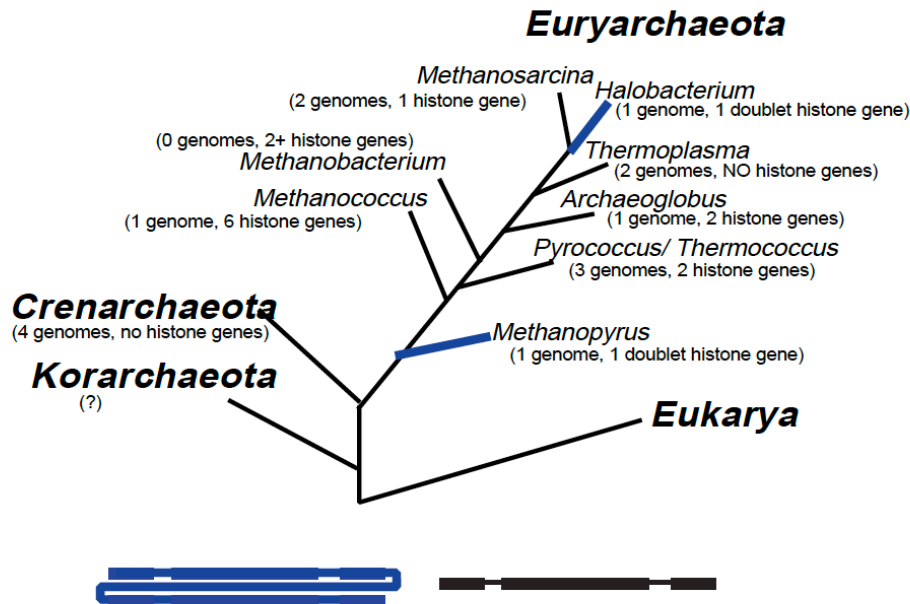 Euryarchaeota
Methanosarcina
(2 genomes, 1 histone gene)
Halobacterium
(1 genome, 1 doublet histone gene)
(0 genomes, 2+ histone genes)
Methanobacterium
Thermoplasma
(2 genomes, NO histone genes)
Methanococcus
(1 genome, 6 histone genes)
Archaeoglobus
(1 genome, 2 histone genes)
Pyrococcus/ Thermococcus
(3 genomes, 2 histone genes)
Crenarchaeota
(4 genomes, no histone genes)
Methanopyrus
(1 genome, 1 doublet histone gene)
Korarchaeota
(?)
Eukarya